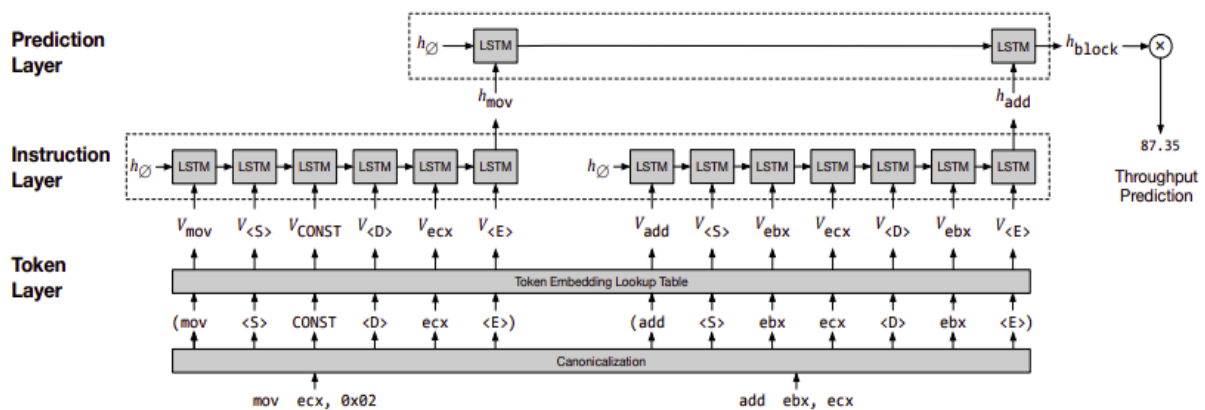 Prediction Layer
h∅ LSTM LSTM h_block ×
h_mov h_add
87.35
Throughput Prediction
Instruction Layer
h∅ LSTM LSTM LSTM LSTM LSTM LSTM h∅ LSTM LSTM LSTM LSTM LSTM LSTM LSTM
V_mov V_<S> V_CONST V_<D> V_ecx V_<E> V_add V_<S> V_ebx V_ecx V_<D> V_ebx V_<E>
Token Layer
Token Embedding Lookup Table
(mov <S> CONST <D> ecx <E>) (add <S> ebx ecx <D> ebx <E>)
Canonicalization
mov ecx, 0x02 add ebx, ecx